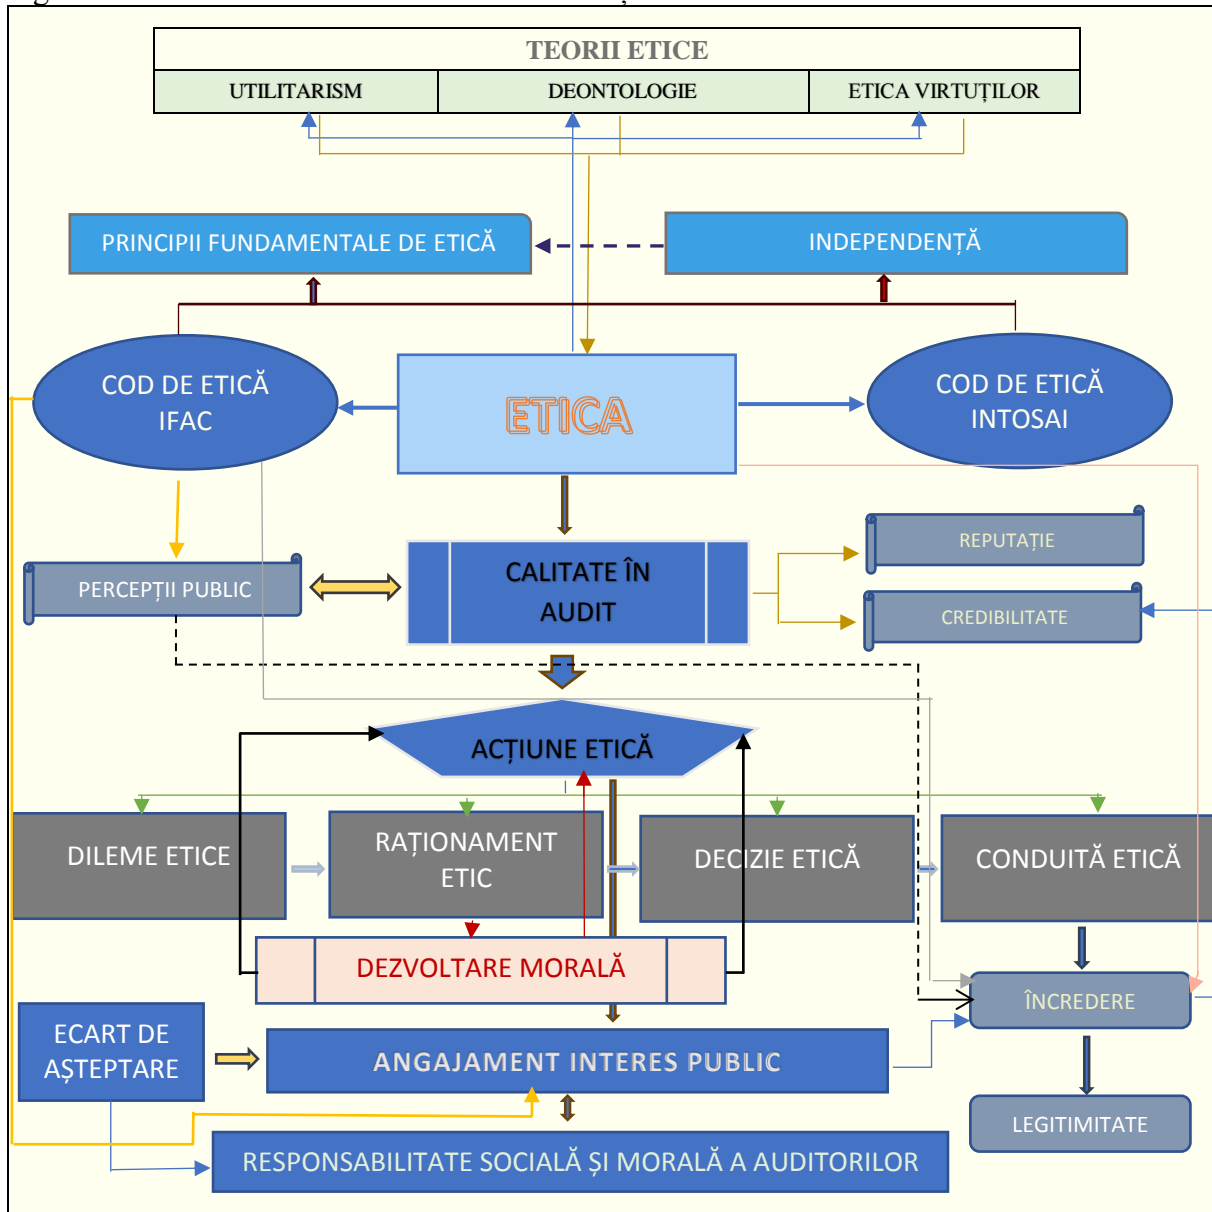 TEORII ETICE
UTILITARISM
DEONTOLOGIE
ETICA VIRTUȚILOR
PRINCIPII FUNDAMENTALE DE ETICĂ
INDEPENDENȚĂ
COD DE ETICĂ
IFAC
ETICA
COD DE ETICĂ
INTOSAI
PERCEPȚII PUBLIC
CALITATE ÎN
AUDIT
REPUTAȚIE
CREDIBILITATE
ACȚIUNE ETICĂ
DILEME ETICE
RAȚIONAMENT
ETIC
DECIZIE ETICĂ
CONDUITĂ ETICĂ
DEZVOLTARE MORALĂ
ÎNCREDERE
ECART DE
AȘTEPTARE
ANGAJAMENT INTERES PUBLIC
LEGITIMITATE
RESPONSABILITATE SOCIALĂ ȘI MORALĂ A AUDITORILOR